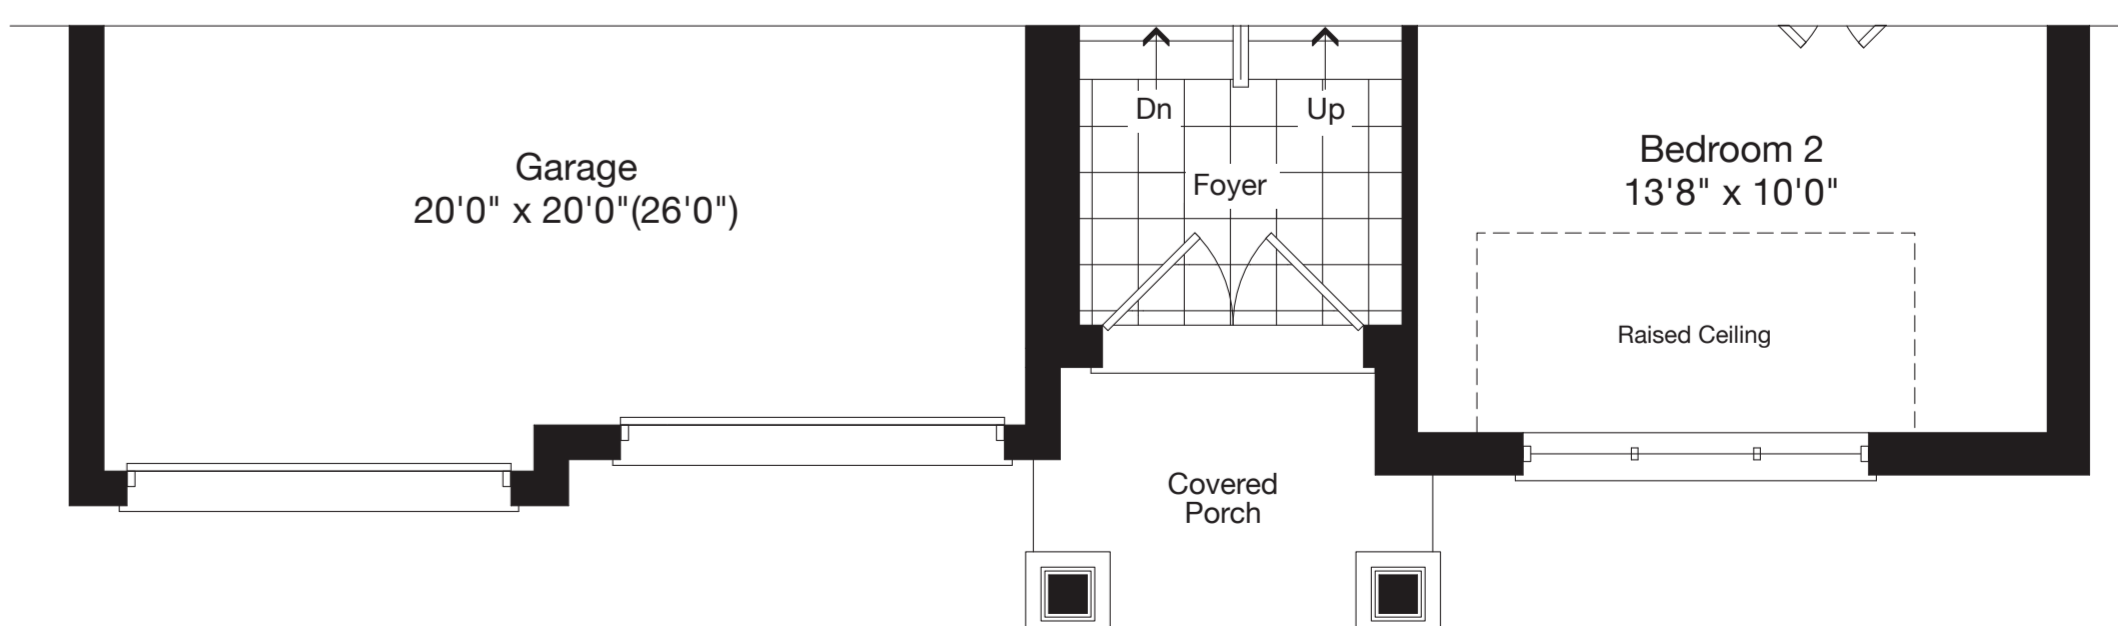 Garage
20'0" x 20'0"(26'0")
Dn
Up
Foyer
Bedroom 2
13'8" x 10'0"
Raised Ceiling
Covered
Porch